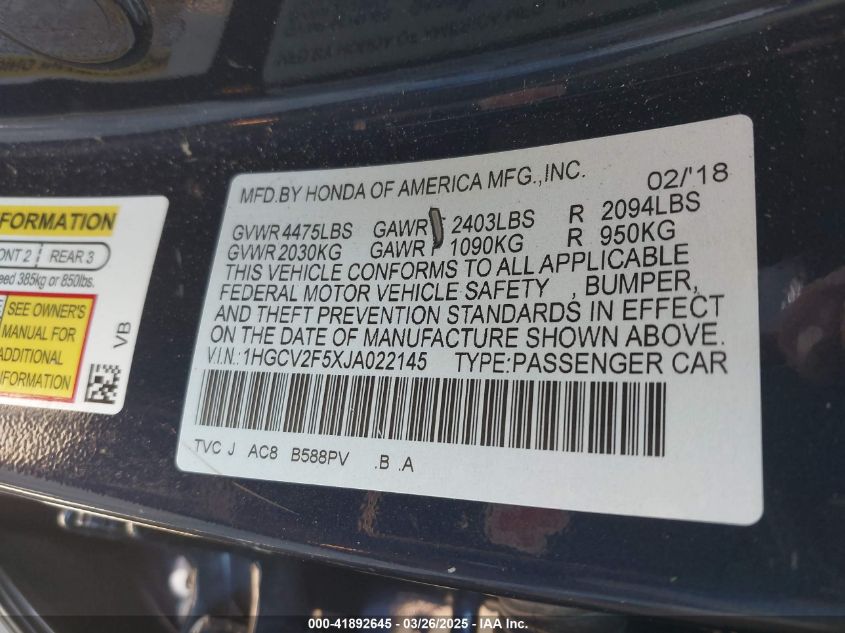 MFD.BY HONDA OF AMERICA MFG.,INC. 02/'18
GVWR 4475LBS GAWR 2403LBS R 2094LBS
GVWR 2030KG GAWR 1090KG R 950KG
THIS VEHICLE CONFORMS TO ALL APPLICABLE
FEDERAL MOTOR VEHICLE SAFETY , BUMPER,
AND THEFT PREVENTION STANDARDS IN EFFECT
ON THE DATE OF MANUFACTURE SHOWN ABOVE.
V.I.N.:1HGCV2F5XJA022145 TYPE:PASSENGER CAR
TVC J AC8 B588PV .B .A
FORMATION
ONT 2 REAR 3
eed 385kg or 850lbs.
SEE OWNER'S
MANUAL FOR
ADDITIONAL
INFORMATION
VB
000-41892645 / 03/26/2025 / IAAI.com